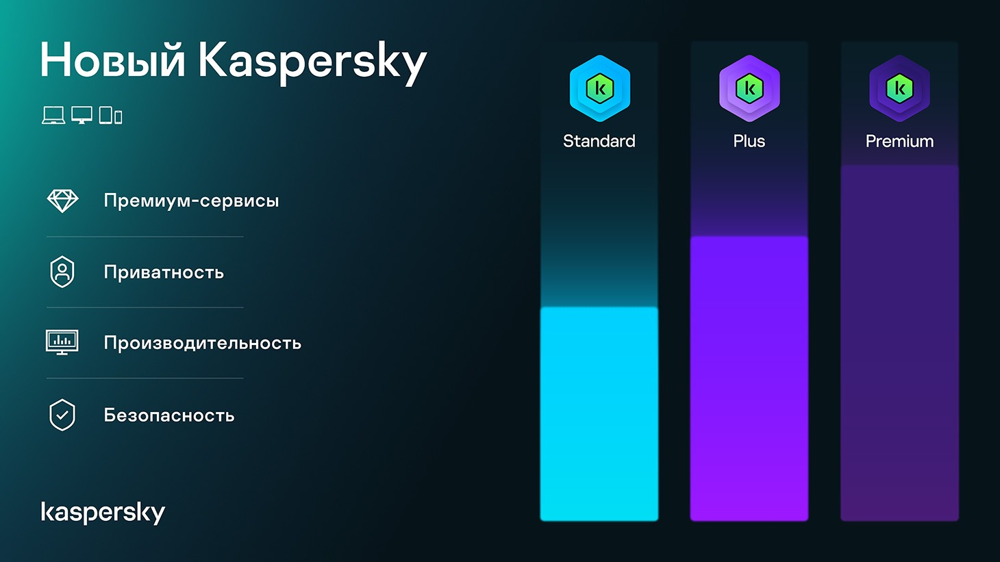 Новый Kaspersky
Премиум-сервисы
Приватность
Производительность
Безопасность
kaspersky
k
Standard
k
Plus
k
Premium